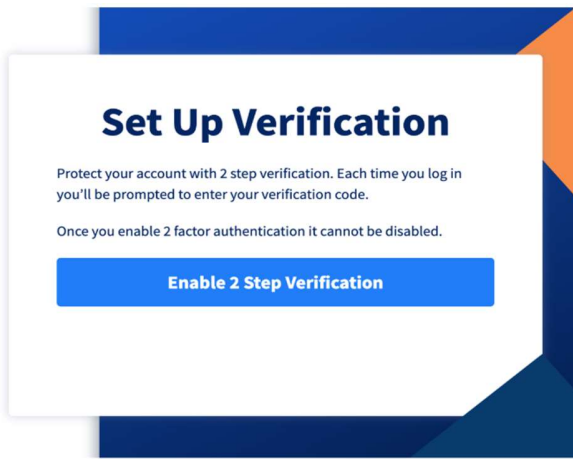 Set Up Verification
Protect your account with 2 step verification. Each time you log in
you'll be prompted to enter your verification code.
Once you enable 2 factor authentication it cannot be disabled.
Enable 2 Step Verification